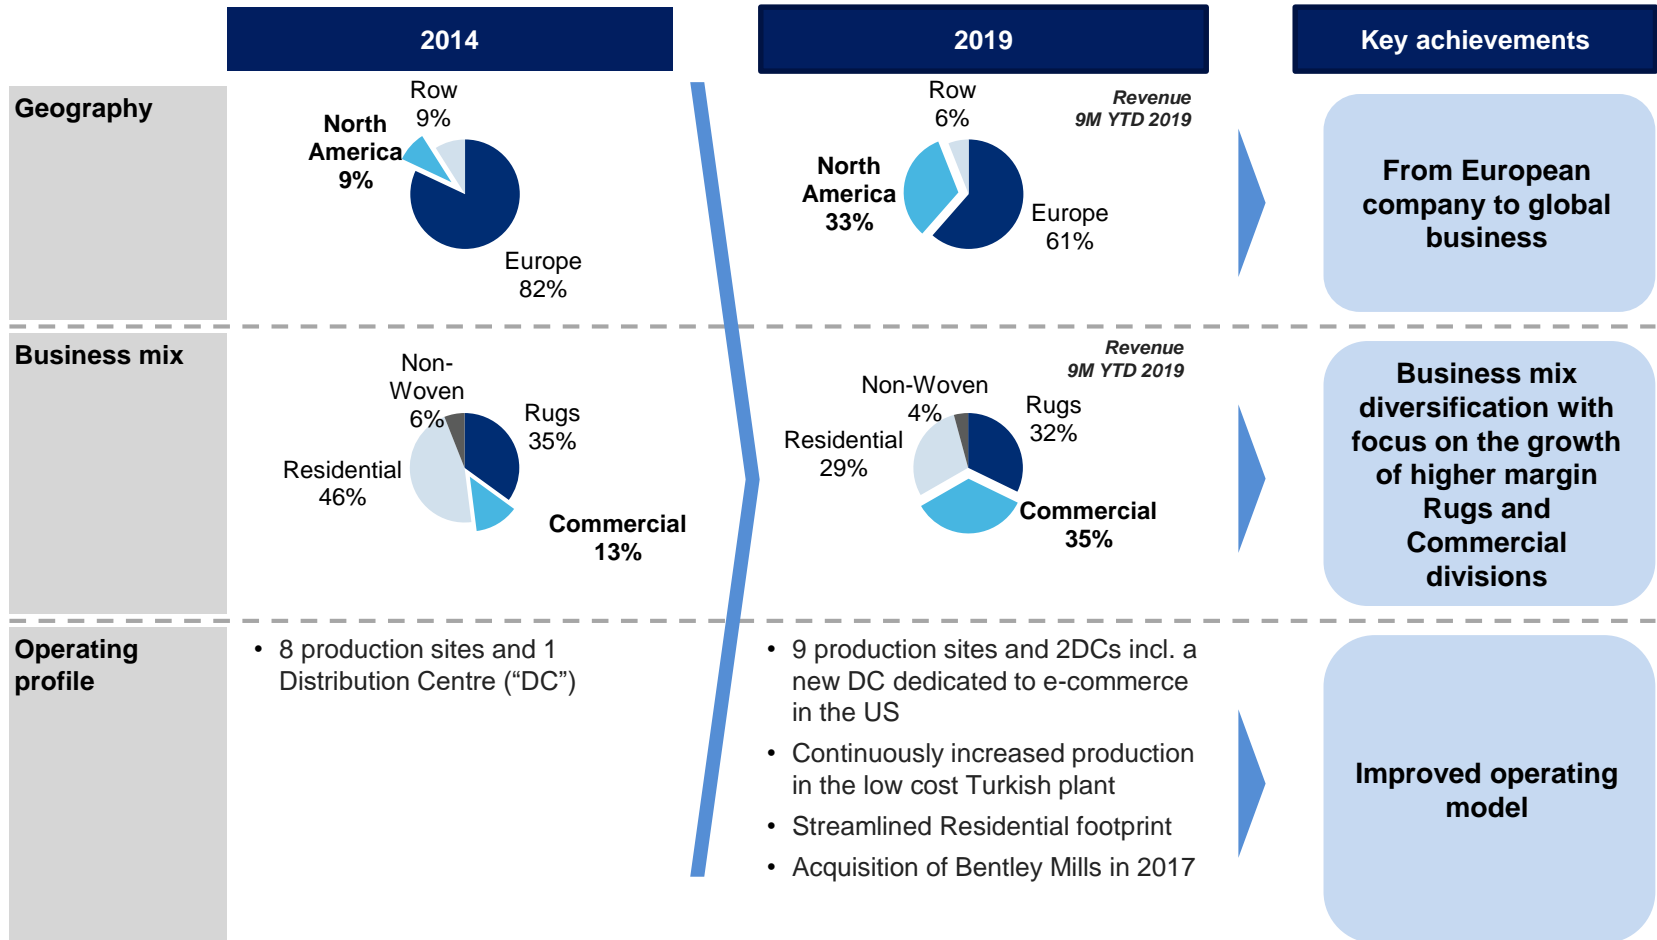 2014
2019
Key achievements
Geography
Row
9%
North
America
9%
Europe
82%
Revenue
9M YTD 2019
Row
6%
North
America
33%
Europe
61%
From European
company to global
business
Business mix
Non-
Woven
6%
Rugs
35%
Residential
46%
Commercial
13%
Revenue
9M YTD 2019
Non-Woven
4%
Rugs
32%
Residential
29%
Commercial
35%
Business mix
diversification with
focus on the growth
of higher margin
Rugs and
Commercial
divisions
Operating
profile
• 8 production sites and 1
Distribution Centre (“DC”)
• 9 production sites and 2DCs incl. a
new DC dedicated to e-commerce
in the US
• Continuously increased production
in the low cost Turkish plant
• Streamlined Residential footprint
• Acquisition of Bentley Mills in 2017
Improved operating
model